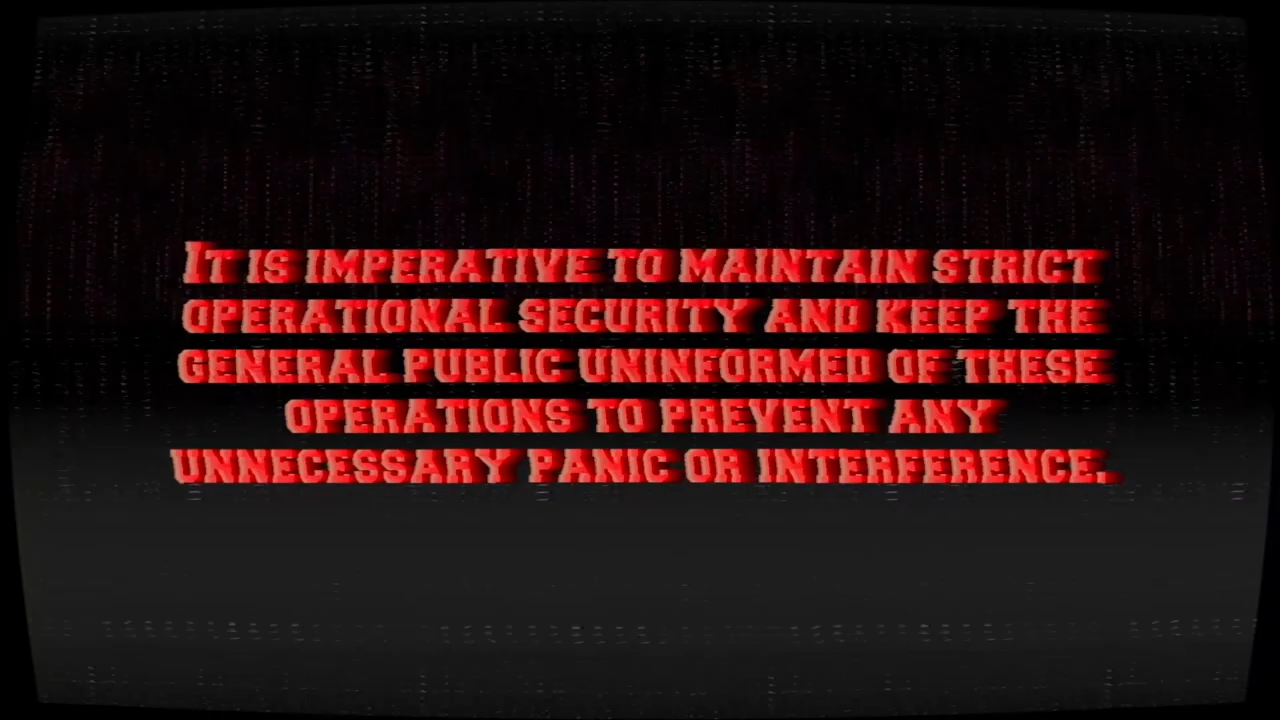 It is imperative to maintain strict
operational security and keep the
general public uninformed of these
operations to prevent any
unnecessary panic or interference.